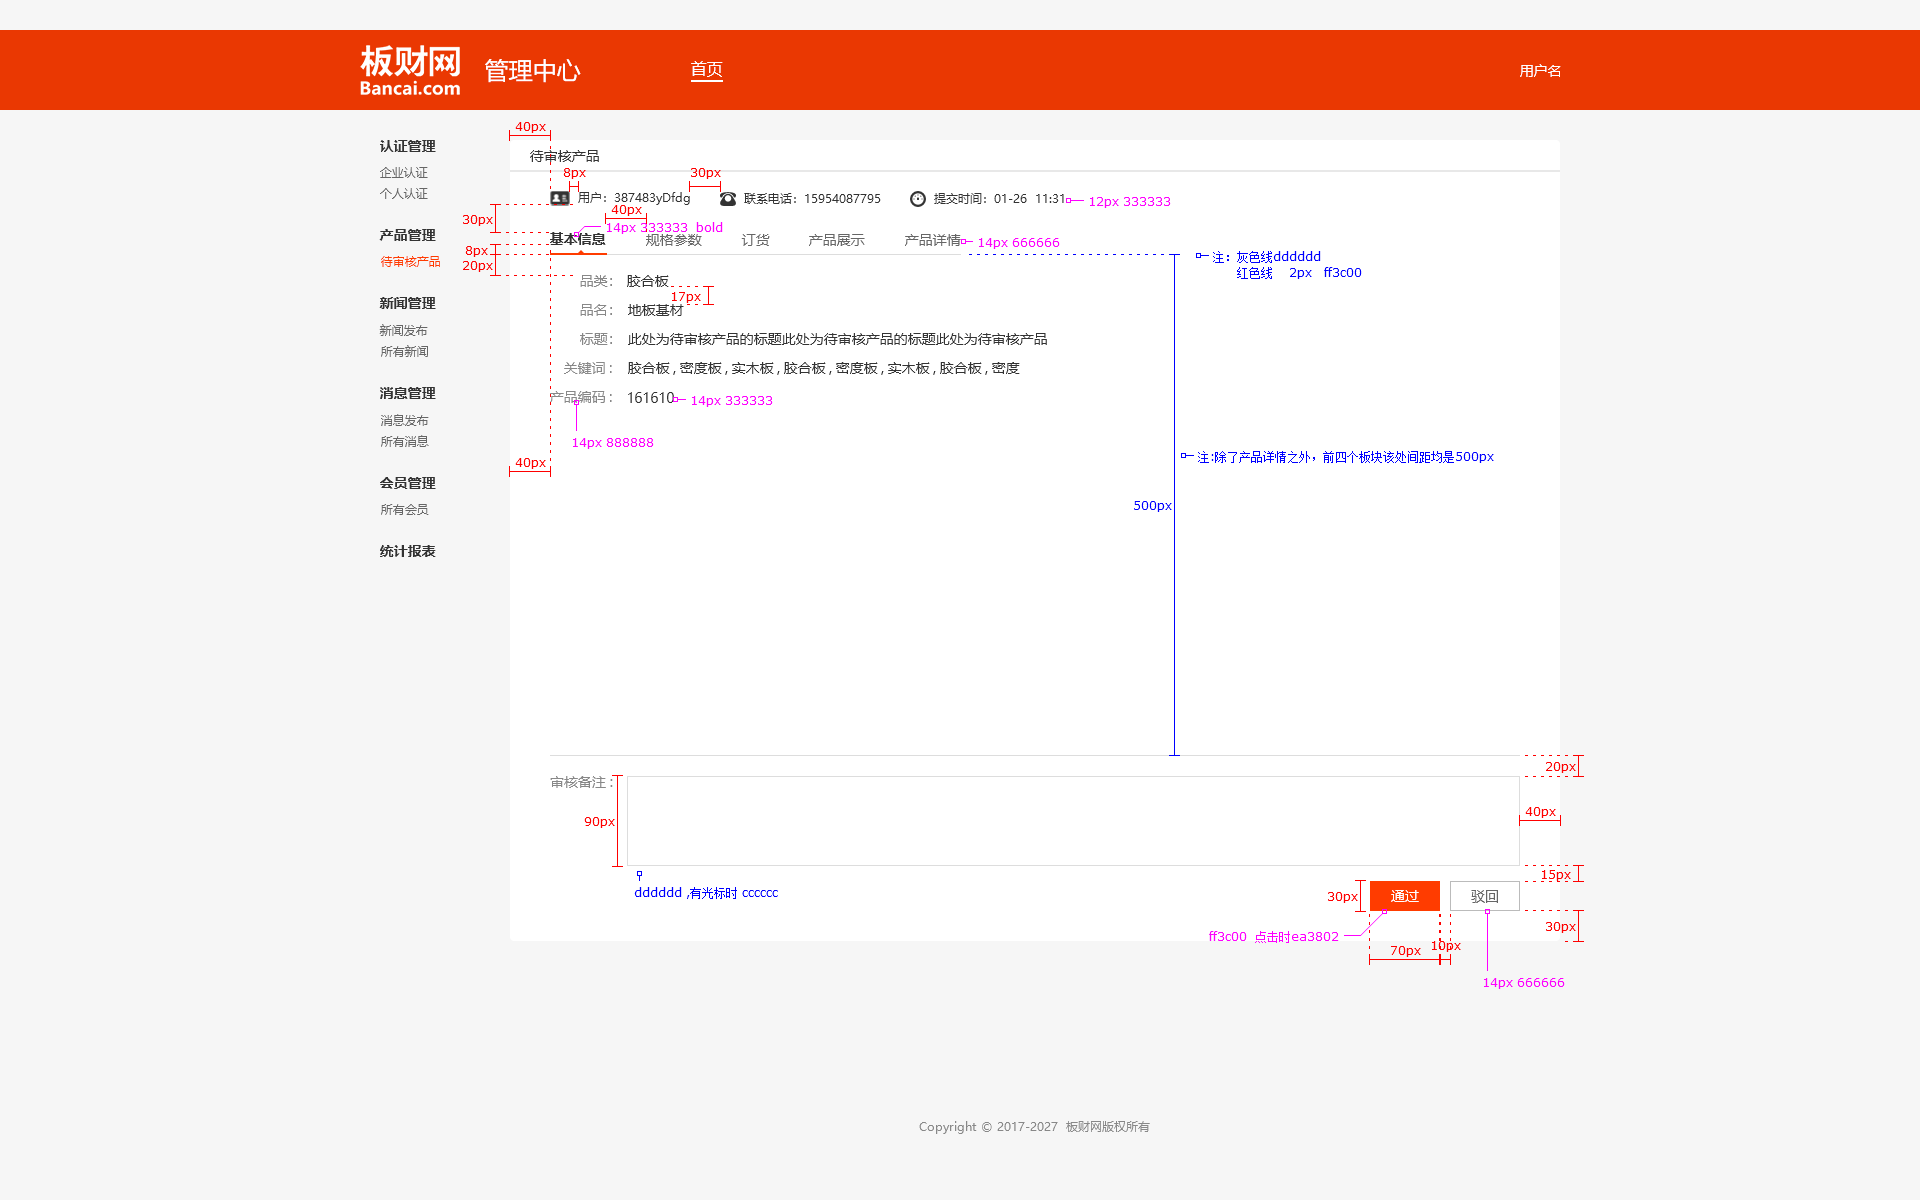 板财网 管理中心 首页 用户名
Bancai.com
40px
认证管理
企业认证
个人认证
产品管理
待审核产品
新闻管理
新闻发布
所有新闻
消息管理
消息发布
所有消息
会员管理
所有会员
统计报表
待审核产品
8px 30px
用户：387483yDfdg 联系电话：15954087795 提交时间：01-26 11:31 12px 333333
30px 40px
14px 333333 bold
基本信息 规格参数 订货 产品展示 产品详情 14px 666666
8px
20px
注：灰色线dddddd
红色线 2px ff3c00
品类： 胶合板
17px
品名： 地板基材
标题： 此处为待审核产品的标题此处为待审核产品的标题此处为待审核产品
关键词： 胶合板 , 密度板 , 实木板 , 胶合板 , 密度板 , 实木板 , 胶合板 , 密度
产品编码： 161610 14px 333333
14px 888888
40px
注:除了产品详情之外，前四个板块该处间距均是500px
500px
20px
审核备注：
90px
40px
15px
dddddd ,有光标时 cccccc
30px 通过 驳回
30px
ff3c00 点击时ea3802
70px 10px
14px 666666
Copyright © 2017-2027 板财网版权所有